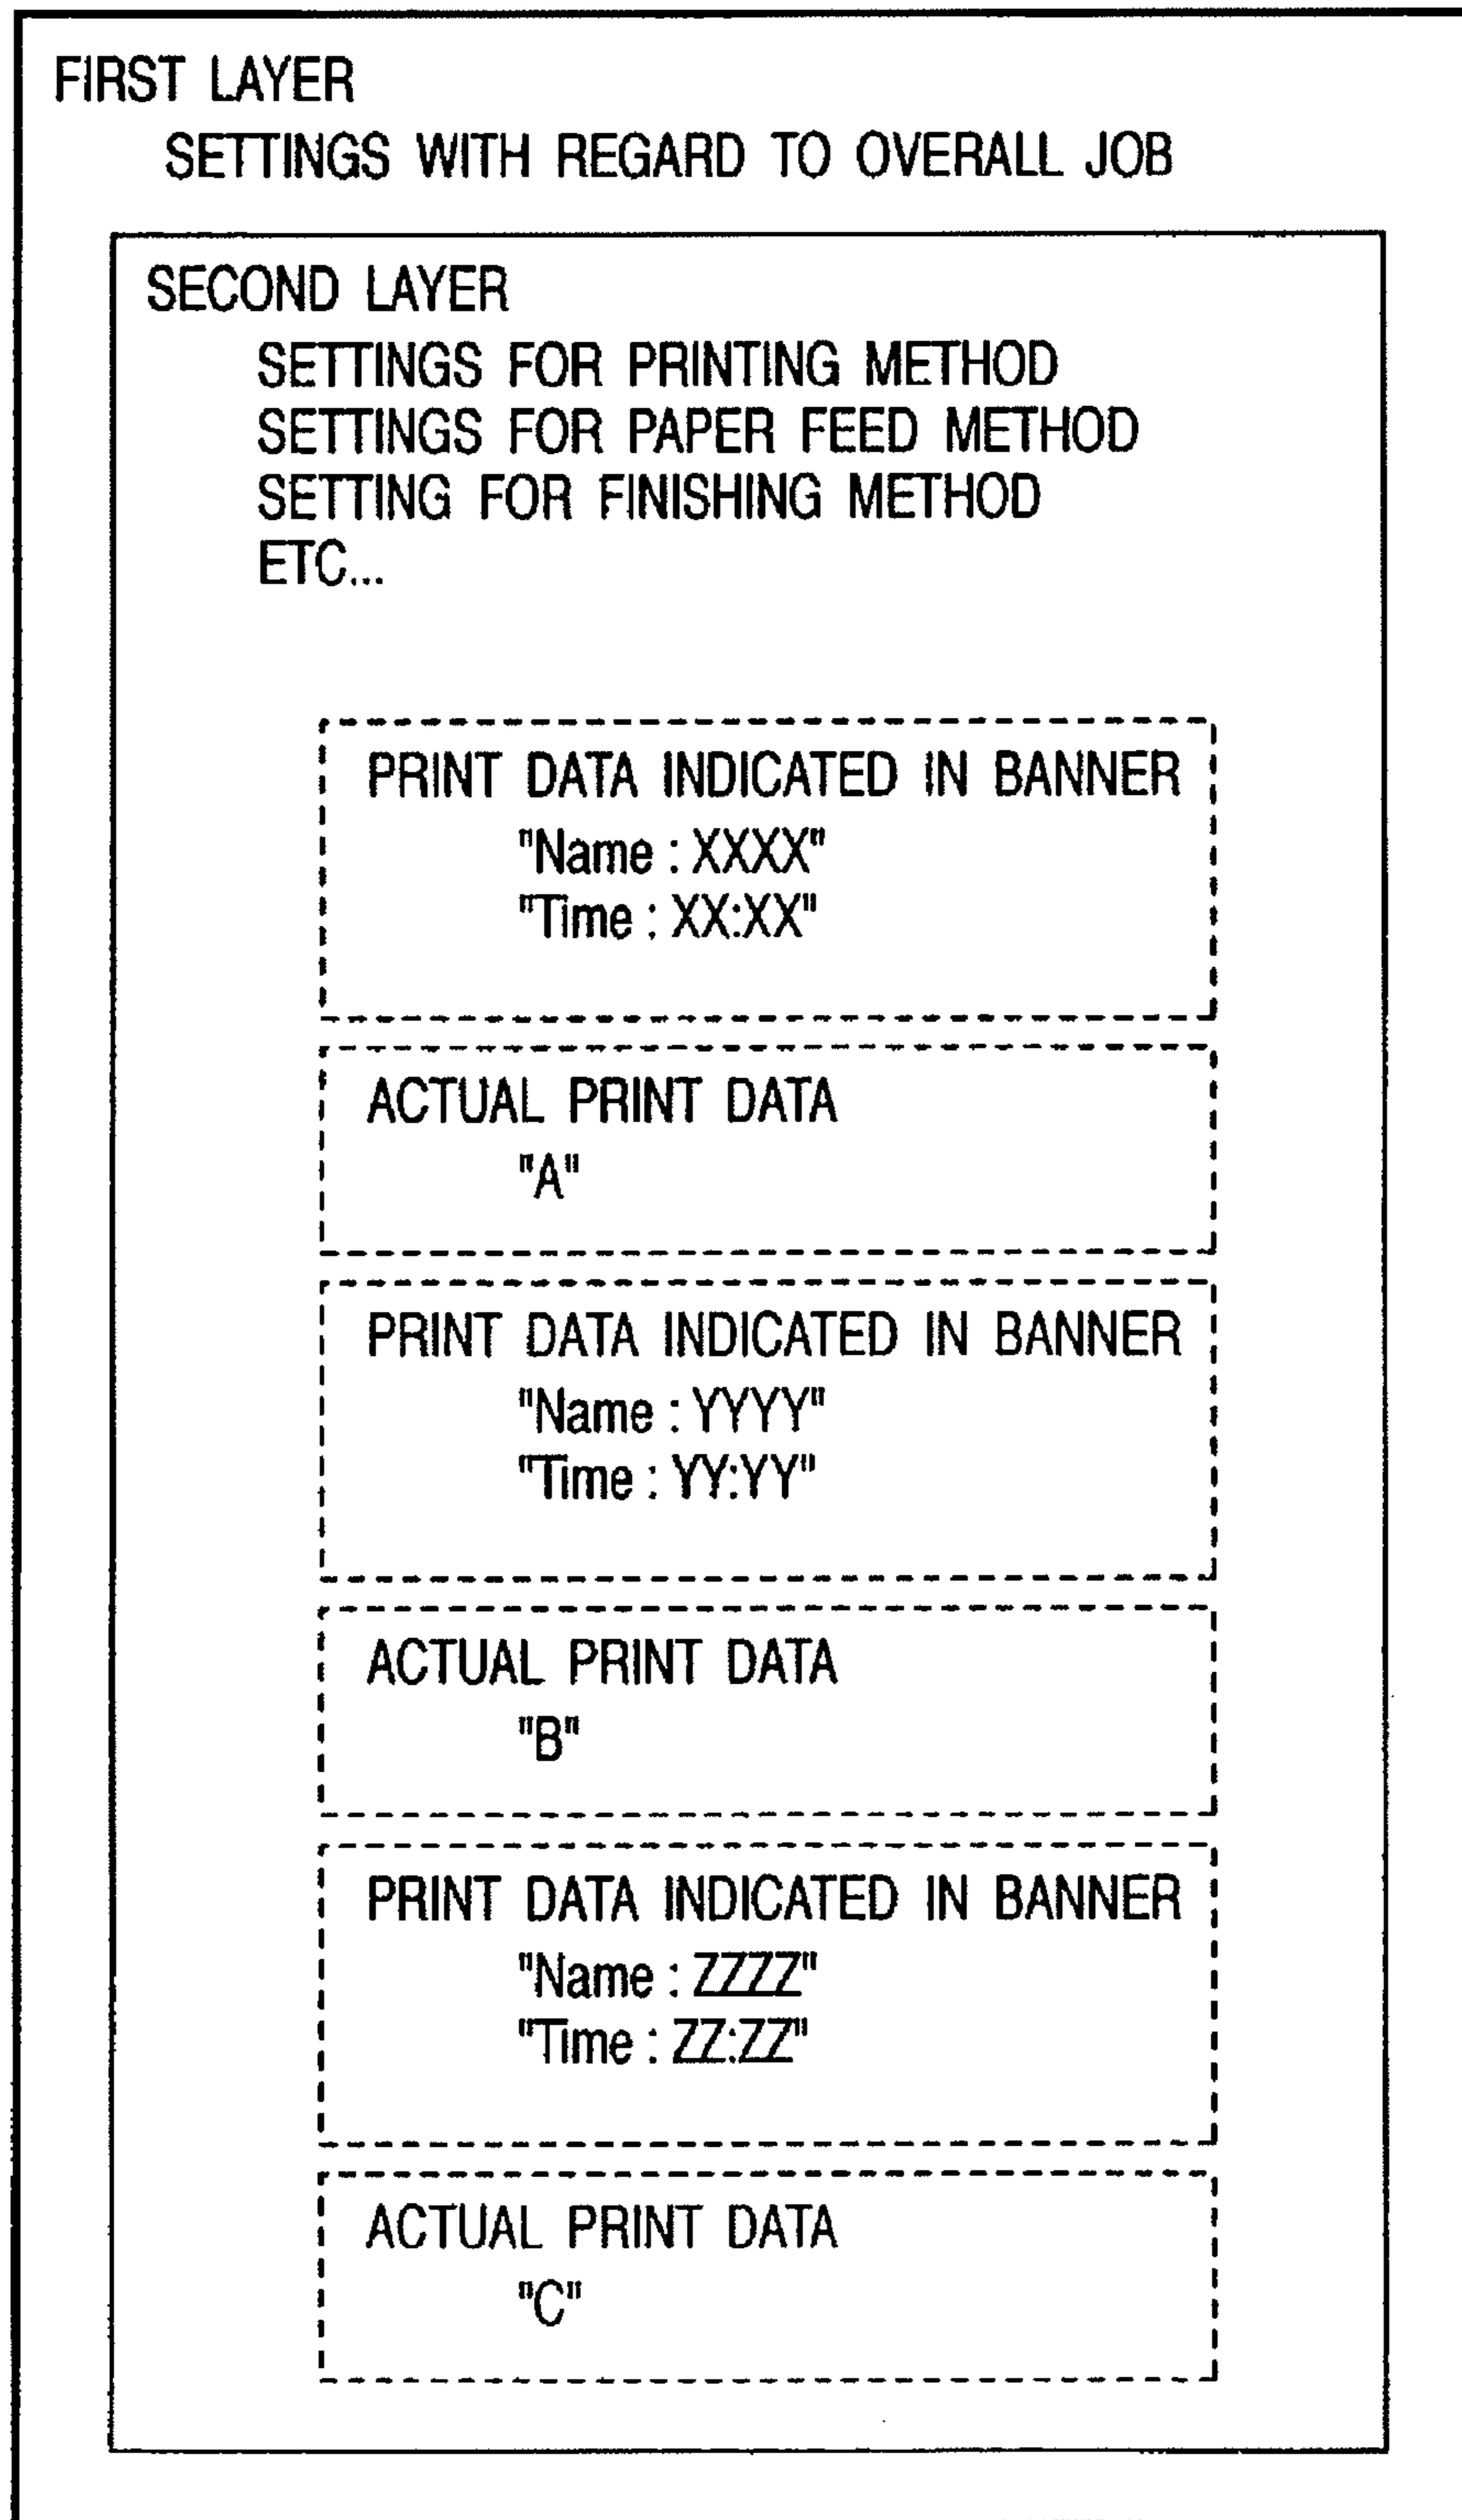 FIRST LAYER
SETTINGS WITH REGARD TO OVERALL JOB
SECOND LAYER
SETTINGS FOR PRINTING METHOD
SETTINGS FOR PAPER FEED METHOD
SETTING FOR FINISHING METHOD
ETC...
PRINT DATA INDICATED IN BANNER
"Name : XXXX"
"Time : XX:XX"
ACTUAL PRINT DATA
"A"
PRINT DATA INDICATED IN BANNER
"Name : YYYY"
"Time : YY:YY"
ACTUAL PRINT DATA
"B"
PRINT DATA INDICATED IN BANNER
"Name : ZZZZ"
"Time : ZZ:ZZ"
ACTUAL PRINT DATA
"C"